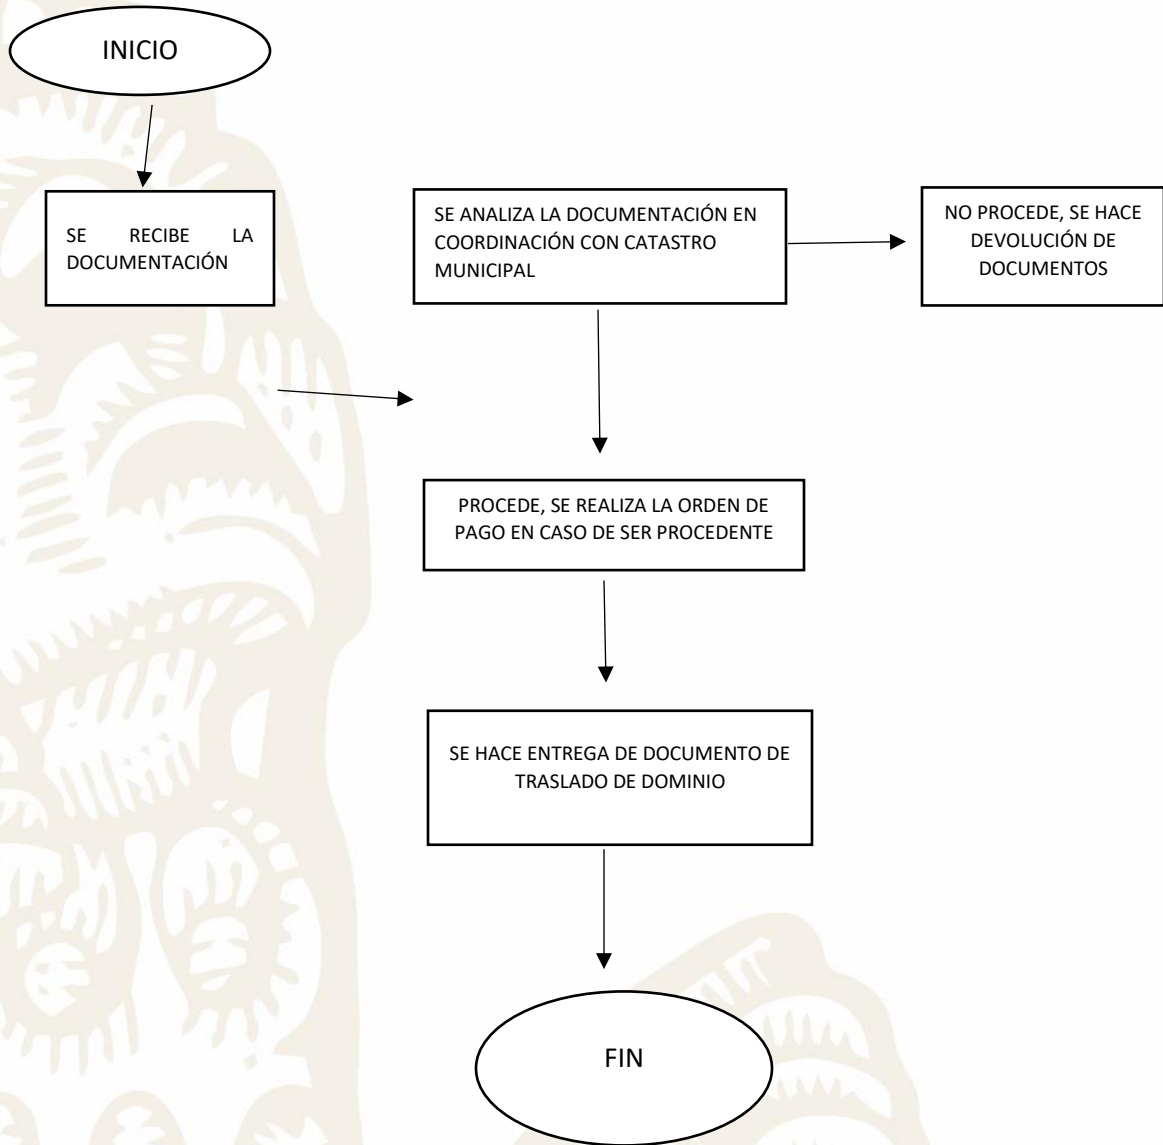 INICIO
SE RECIBE LA
DOCUMENTACIÓN
SE ANALIZA LA DOCUMENTACIÓN EN
COORDINACIÓN CON CATASTRO
MUNICIPAL
NO PROCEDE, SE HACE
DEVOLUCIÓN DE
DOCUMENTOS
PROCEDE, SE REALIZA LA ORDEN DE
PAGO EN CASO DE SER PROCEDENTE
SE HACE ENTREGA DE DOCUMENTO DE
TRASLADO DE DOMINIO
FIN